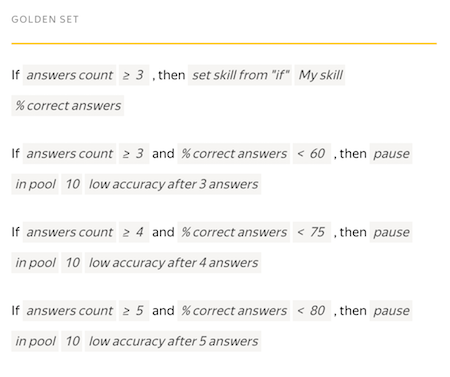 GOLDEN SET
If answers count ≥ 3 , then set skill from "if" My skill
% correct answers
If answers count ≥ 3 and % correct answers < 60 , then pause
in pool 10 low accuracy after 3 answers
If answers count ≥ 4 and % correct answers < 75 , then pause
in pool 10 low accuracy after 4 answers
If answers count ≥ 5 and % correct answers < 80 , then pause
in pool 10 low accuracy after 5 answers